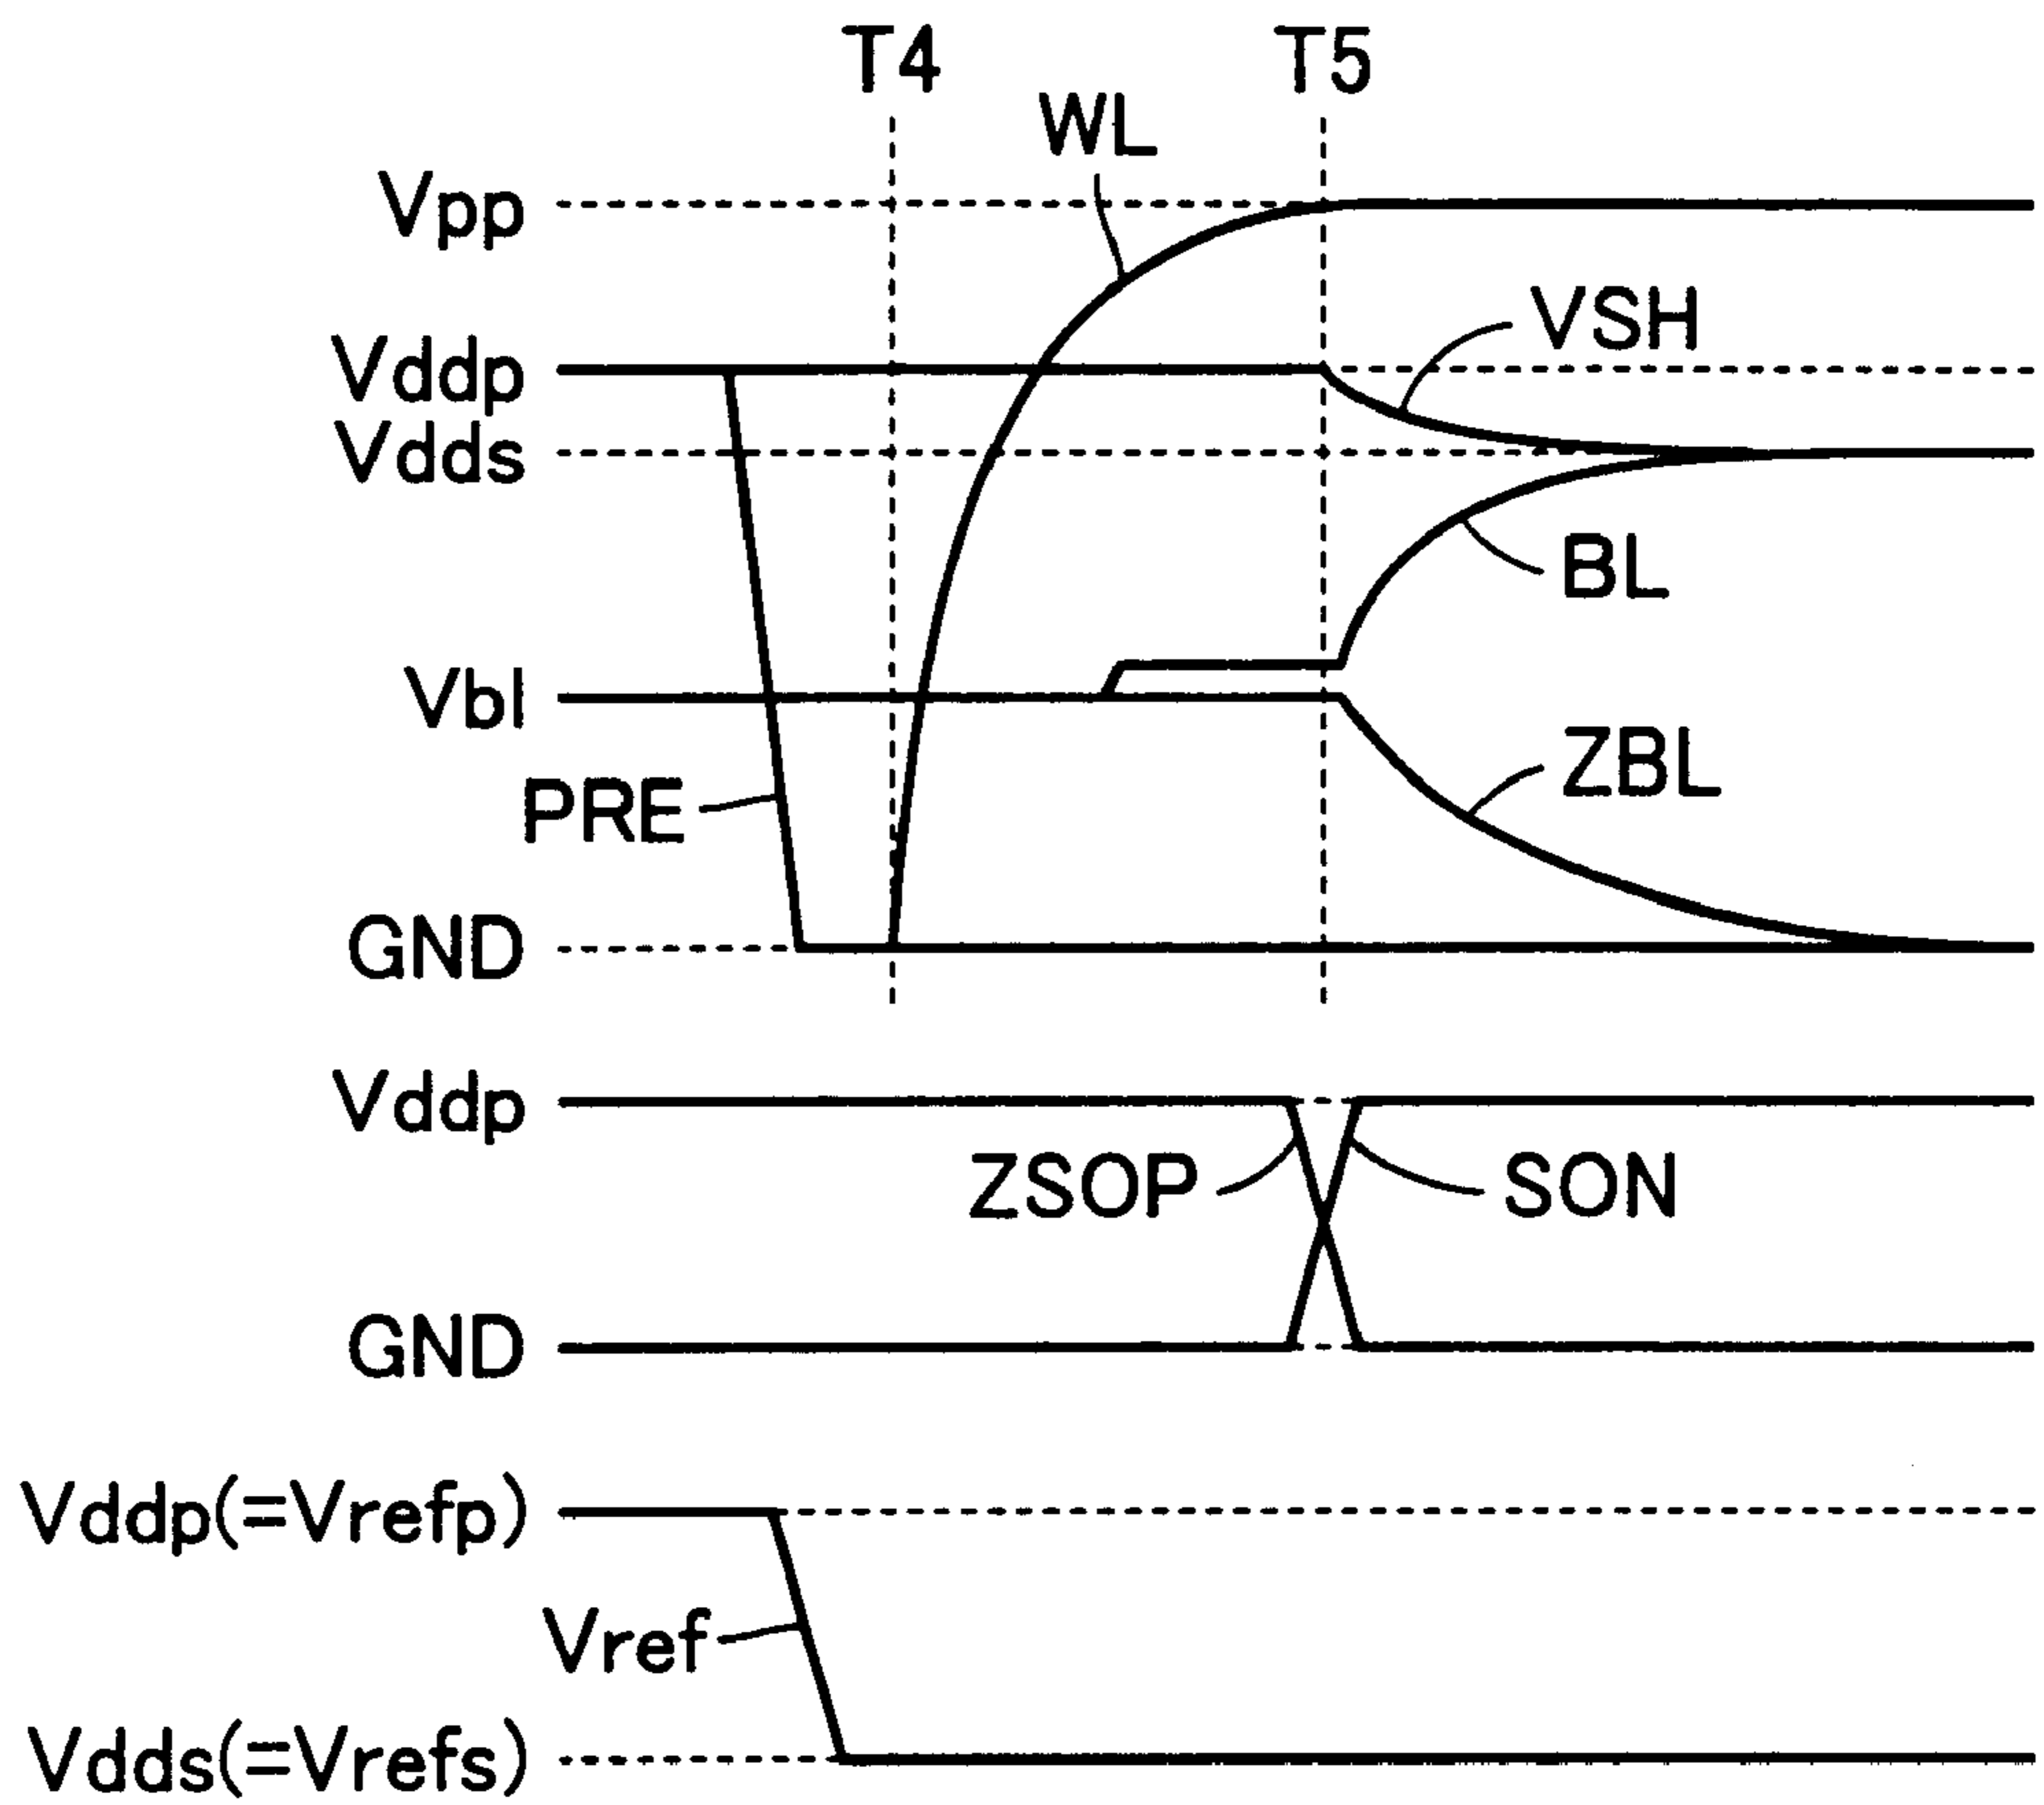 T4
T5
WL
Vpp
VSH
Vddp
Vdds
BL
Vbl
ZBL
PRE
GND
Vddp
ZSOP
SON
GND
Vddp(=Vrefp)
Vref
Vdds(=Vrefs)